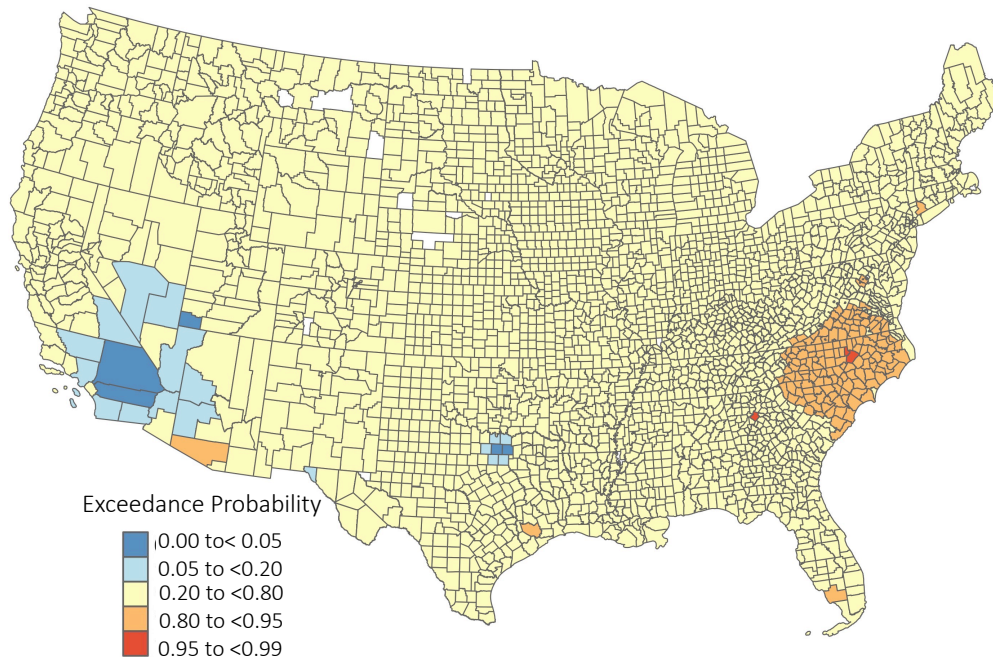 Exceedance Probability
0.00 to< 0.05
0.05 to <0.20
0.20 to <0.80
0.80 to <0.95
0.95 to <0.99